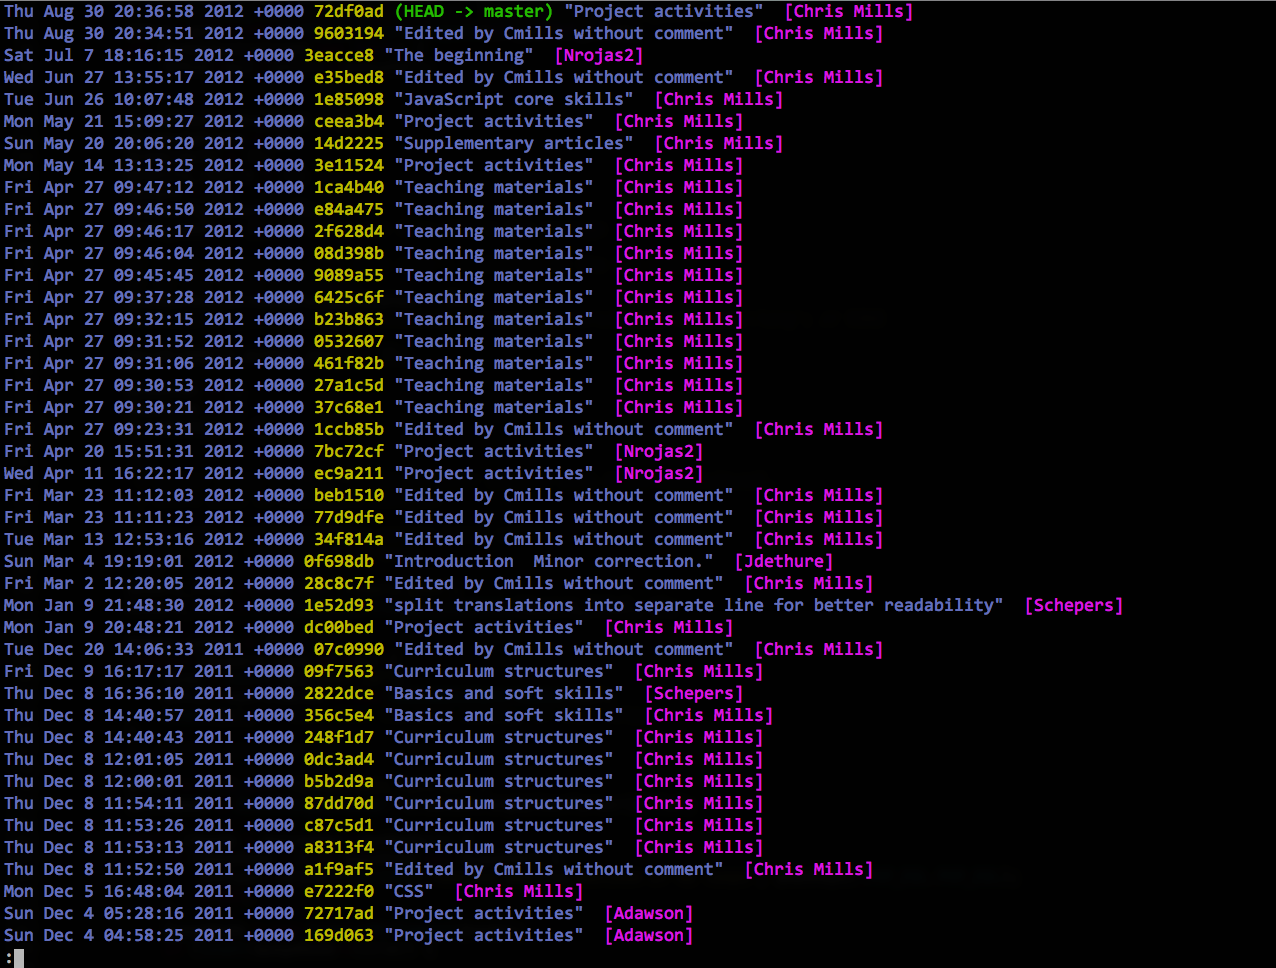 Thu Aug 30 20:36:58 2012 +0000 72df0ad (HEAD -> master) "Project activities"  [Chris Mills]
Thu Aug 30 20:34:51 2012 +0000 9603194 "Edited by Cmills without comment"  [Chris Mills]
Sat Jul 7 18:16:15 2012 +0000 3eacce8 "The beginning"  [Nrojas2]
Wed Jun 27 13:55:17 2012 +0000 e35bed8 "Edited by Cmills without comment"  [Chris Mills]
Tue Jun 26 10:07:48 2012 +0000 1e85098 "JavaScript core skills"  [Chris Mills]
Mon May 21 15:09:27 2012 +0000 ceea3b4 "Project activities"  [Chris Mills]
Sun May 20 20:06:20 2012 +0000 14d2225 "Supplementary articles"  [Chris Mills]
Mon May 14 13:13:25 2012 +0000 3e11524 "Project activities"  [Chris Mills]
Fri Apr 27 09:47:12 2012 +0000 1ca4b40 "Teaching materials"  [Chris Mills]
Fri Apr 27 09:46:50 2012 +0000 e84a475 "Teaching materials"  [Chris Mills]
Fri Apr 27 09:46:17 2012 +0000 2f628d4 "Teaching materials"  [Chris Mills]
Fri Apr 27 09:46:04 2012 +0000 08d398b "Teaching materials"  [Chris Mills]
Fri Apr 27 09:45:45 2012 +0000 9089a55 "Teaching materials"  [Chris Mills]
Fri Apr 27 09:37:28 2012 +0000 6425c6f "Teaching materials"  [Chris Mills]
Fri Apr 27 09:32:15 2012 +0000 b23b863 "Teaching materials"  [Chris Mills]
Fri Apr 27 09:31:52 2012 +0000 0532607 "Teaching materials"  [Chris Mills]
Fri Apr 27 09:31:06 2012 +0000 461f82b "Teaching materials"  [Chris Mills]
Fri Apr 27 09:30:53 2012 +0000 27a1c5d "Teaching materials"  [Chris Mills]
Fri Apr 27 09:30:21 2012 +0000 37c68e1 "Teaching materials"  [Chris Mills]
Fri Apr 27 09:23:31 2012 +0000 1ccb85b "Edited by Cmills without comment"  [Chris Mills]
Fri Apr 20 15:51:31 2012 +0000 7bc72cf "Project activities"  [Nrojas2]
Wed Apr 11 16:22:17 2012 +0000 ec9a211 "Project activities"  [Nrojas2]
Fri Mar 23 11:12:03 2012 +0000 beb1510 "Edited by Cmills without comment"  [Chris Mills]
Fri Mar 23 11:11:23 2012 +0000 77d9dfe "Edited by Cmills without comment"  [Chris Mills]
Tue Mar 13 12:53:16 2012 +0000 34f814a "Edited by Cmills without comment"  [Chris Mills]
Sun Mar 4 19:19:01 2012 +0000 0f698db "Introduction  Minor correction."  [Jdethure]
Fri Mar 2 12:20:05 2012 +0000 28c8c7f "Edited by Cmills without comment"  [Chris Mills]
Mon Jan 9 21:48:30 2012 +0000 1e52d93 "split translations into separate line for better readability"  [Schepers]
Mon Jan 9 20:48:21 2012 +0000 dc00bed "Project activities"  [Chris Mills]
Tue Dec 20 14:06:33 2011 +0000 07c0990 "Edited by Cmills without comment"  [Chris Mills]
Fri Dec 9 16:17:17 2011 +0000 09f7563 "Curriculum structures"  [Chris Mills]
Thu Dec 8 16:36:10 2011 +0000 2822dce "Basics and soft skills"  [Schepers]
Thu Dec 8 14:40:57 2011 +0000 356c5e4 "Basics and soft skills"  [Chris Mills]
Thu Dec 8 14:40:43 2011 +0000 248f1d7 "Curriculum structures"  [Chris Mills]
Thu Dec 8 12:01:05 2011 +0000 0dc3ad4 "Curriculum structures"  [Chris Mills]
Thu Dec 8 12:00:01 2011 +0000 b5b2d9a "Curriculum structures"  [Chris Mills]
Thu Dec 8 11:54:11 2011 +0000 87dd70d "Curriculum structures"  [Chris Mills]
Thu Dec 8 11:53:26 2011 +0000 c87c5d1 "Curriculum structures"  [Chris Mills]
Thu Dec 8 11:53:13 2011 +0000 a8313f4 "Curriculum structures"  [Chris Mills]
Thu Dec 8 11:52:50 2011 +0000 a1f9af5 "Edited by Cmills without comment"  [Chris Mills]
Mon Dec 5 16:48:04 2011 +0000 e7222f0 "CSS"  [Chris Mills]
Sun Dec 4 05:28:16 2011 +0000 72717ad "Project activities"  [Adawson]
Sun Dec 4 04:58:25 2011 +0000 169d063 "Project activities"  [Adawson]
: